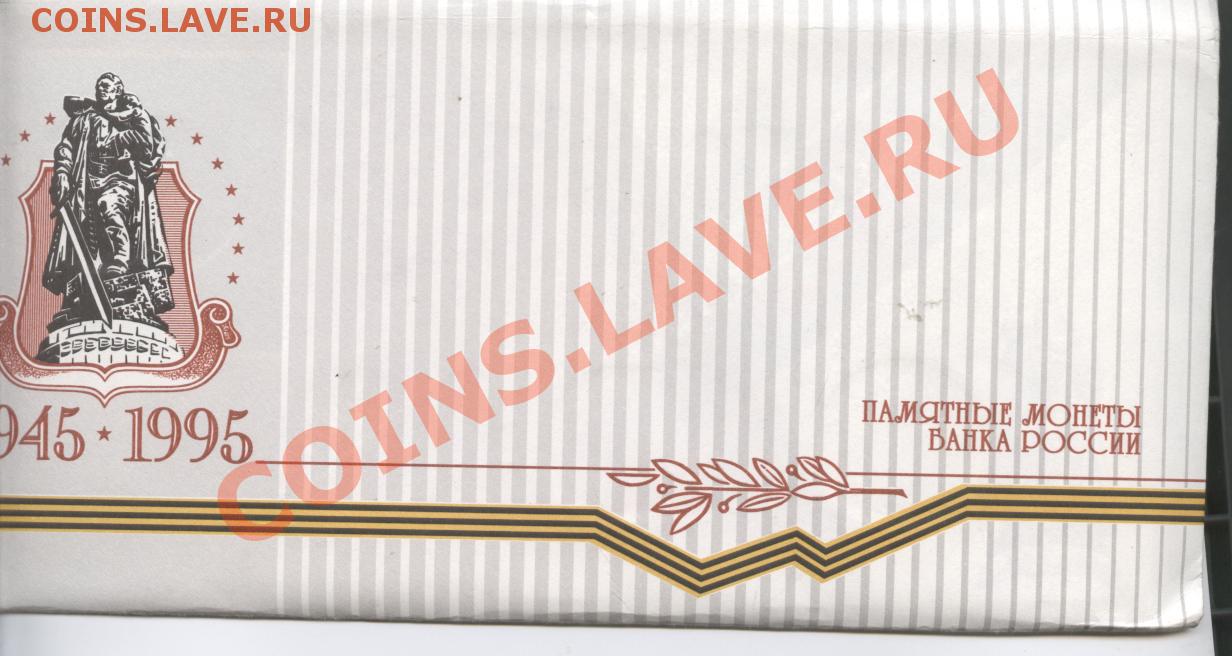 COINS.LAVE.RU
COINS.LAVE.RU
945 ★ 1995
ПАМЯТНЫЕ МОНЕТЫ
БАНКА РОССИИ